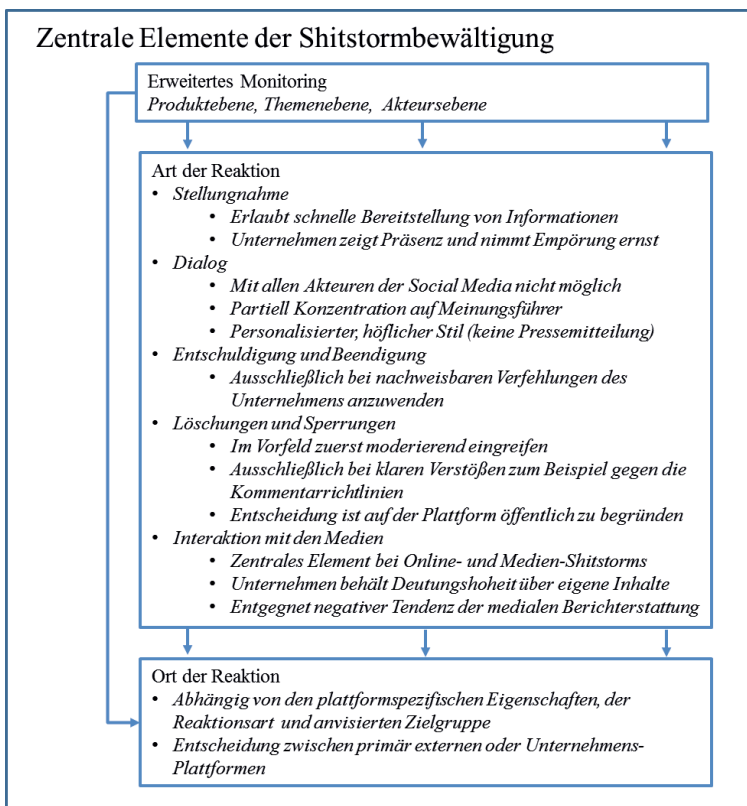 Zentrale Elemente der Shitstormbewältigung
Erweitertes Monitoring
Produktebene, Themenebene, Akteursebene
Art der Reaktion
• Stellungnahme
• Erlaubt schnelle Bereitstellung von Informationen
• Unternehmen zeigt Präsenz und nimmt Empörung ernst
• Dialog
• Mit allen Akteuren der Social Media nicht möglich
• Partiell Konzentration auf Meinungsführer
• Personalisierter, höflicher Stil (keine Pressemitteilung)
• Entschuldigung und Beendigung
• Ausschließlich bei nachweisbaren Verfehlungen des
Unternehmens anzuwenden
• Löschungen und Sperrungen
• Im Vorfeld zuerst moderierend eingreifen
• Ausschließlich bei klaren Verstößen zum Beispiel gegen die
Kommentarrichtlinien
• Entscheidung ist auf der Plattform öffentlich zu begründen
• Interaktion mit den Medien
• Zentrales Element bei Online- und Medien-Shitstorms
• Unternehmen behält Deutungshoheit über eigene Inhalte
• Entgegnet negativer Tendenz der medialen Berichterstattung
Ort der Reaktion
• Abhängig von den plattformspezifischen Eigenschaften, der
Reaktionsart und anvisierten Zielgruppe
• Entscheidung zwischen primär externen oder Unternehmens-
Plattformen